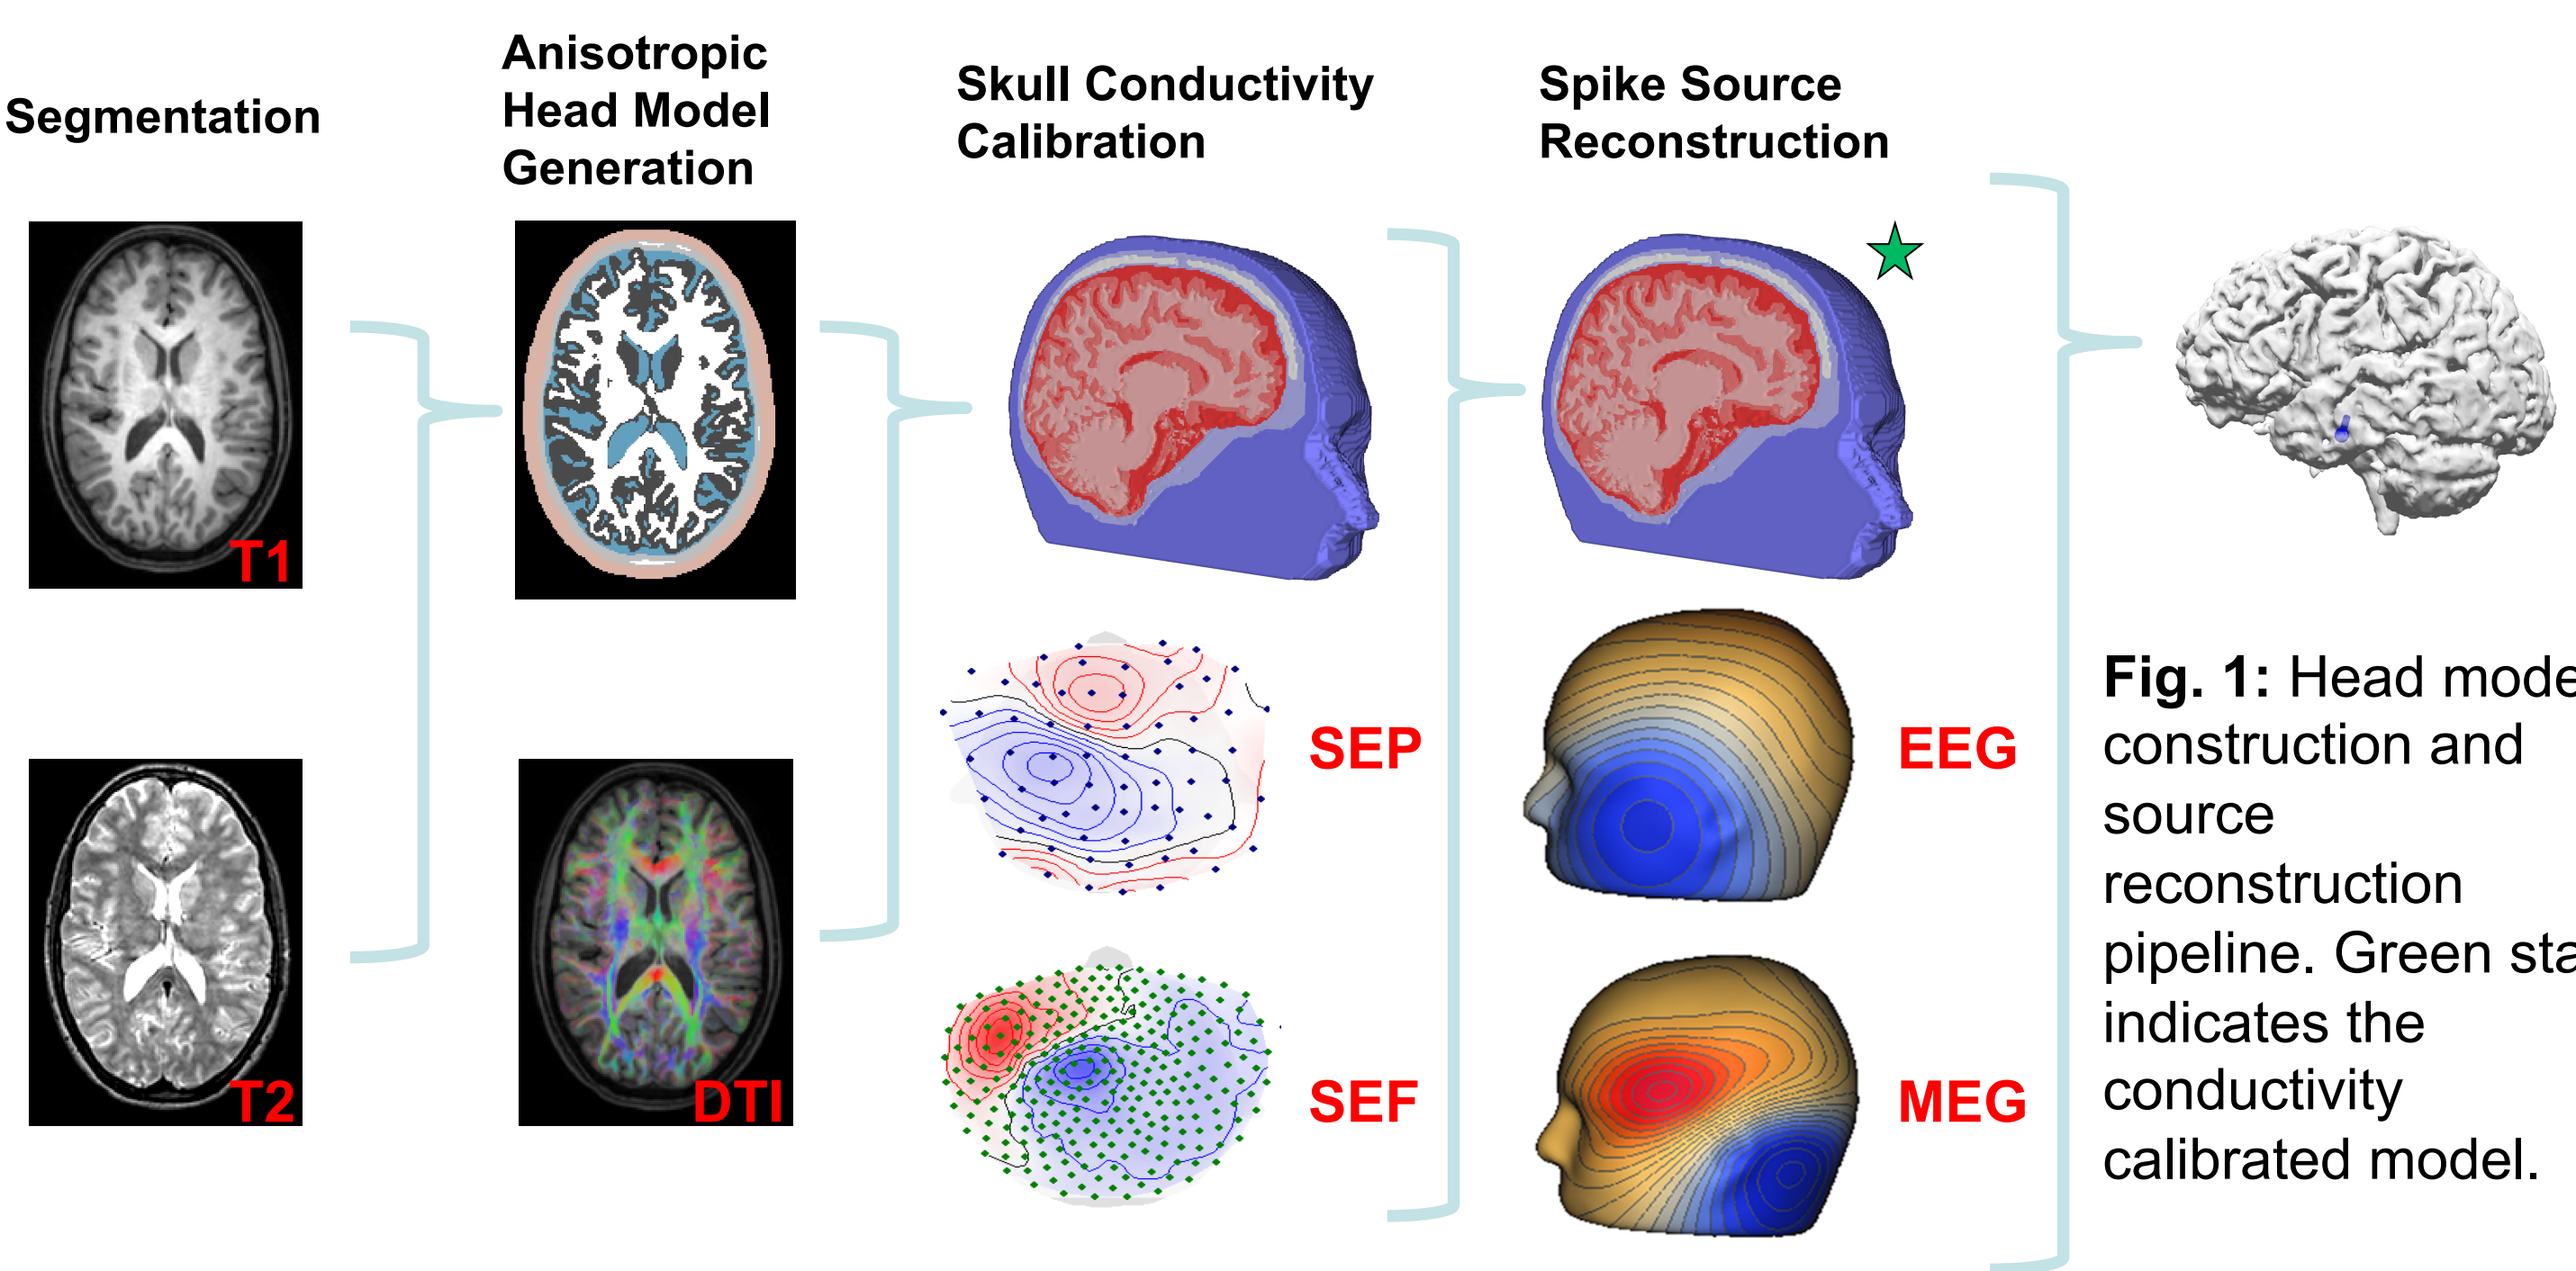 Segmentation
Anisotropic
Head Model
Generation
Skull Conductivity
Calibration
Spike Source
Reconstruction
T1
T2
DTI
SEP
SEF
EEG
MEG
Fig. 1: Head mode
construction and
source
reconstruction
pipeline. Green sta
indicates the
conductivity
calibrated model.